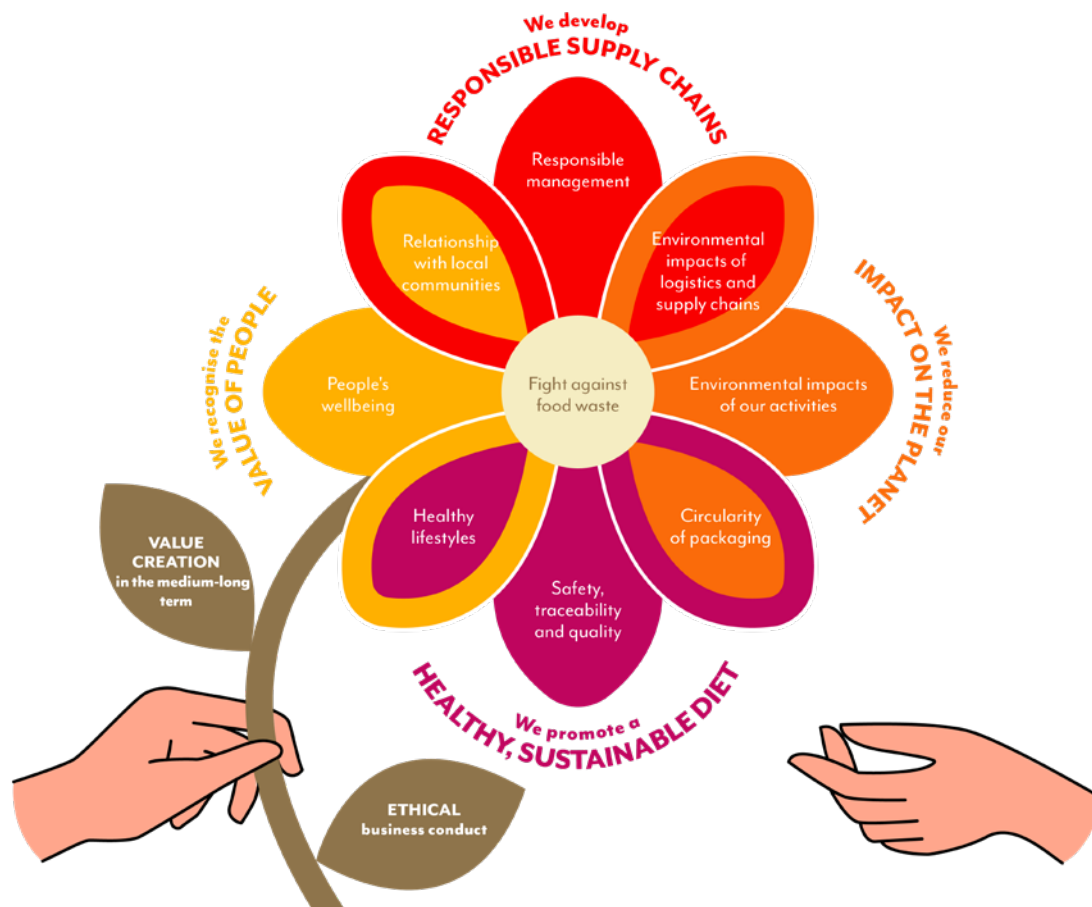 We develop
RESPONSIBLE SUPPLY CHAINS
Responsible
management
Relationship
with local
communities
Environmental
impacts of
logistics and
supply chains
We recognise the
VALUE OF PEOPLE
People's
wellbeing
Fight against
food waste
Environmental impacts
of our activities
We reduce our
IMPACT ON THE PLANET
Healthy
lifestyles
Circularity
of packaging
Safety,
traceability
and quality
We promote a
HEALTHY, SUSTAINABLE DIET
VALUE
CREATION
in the medium-long
term
ETHICAL
business conduct